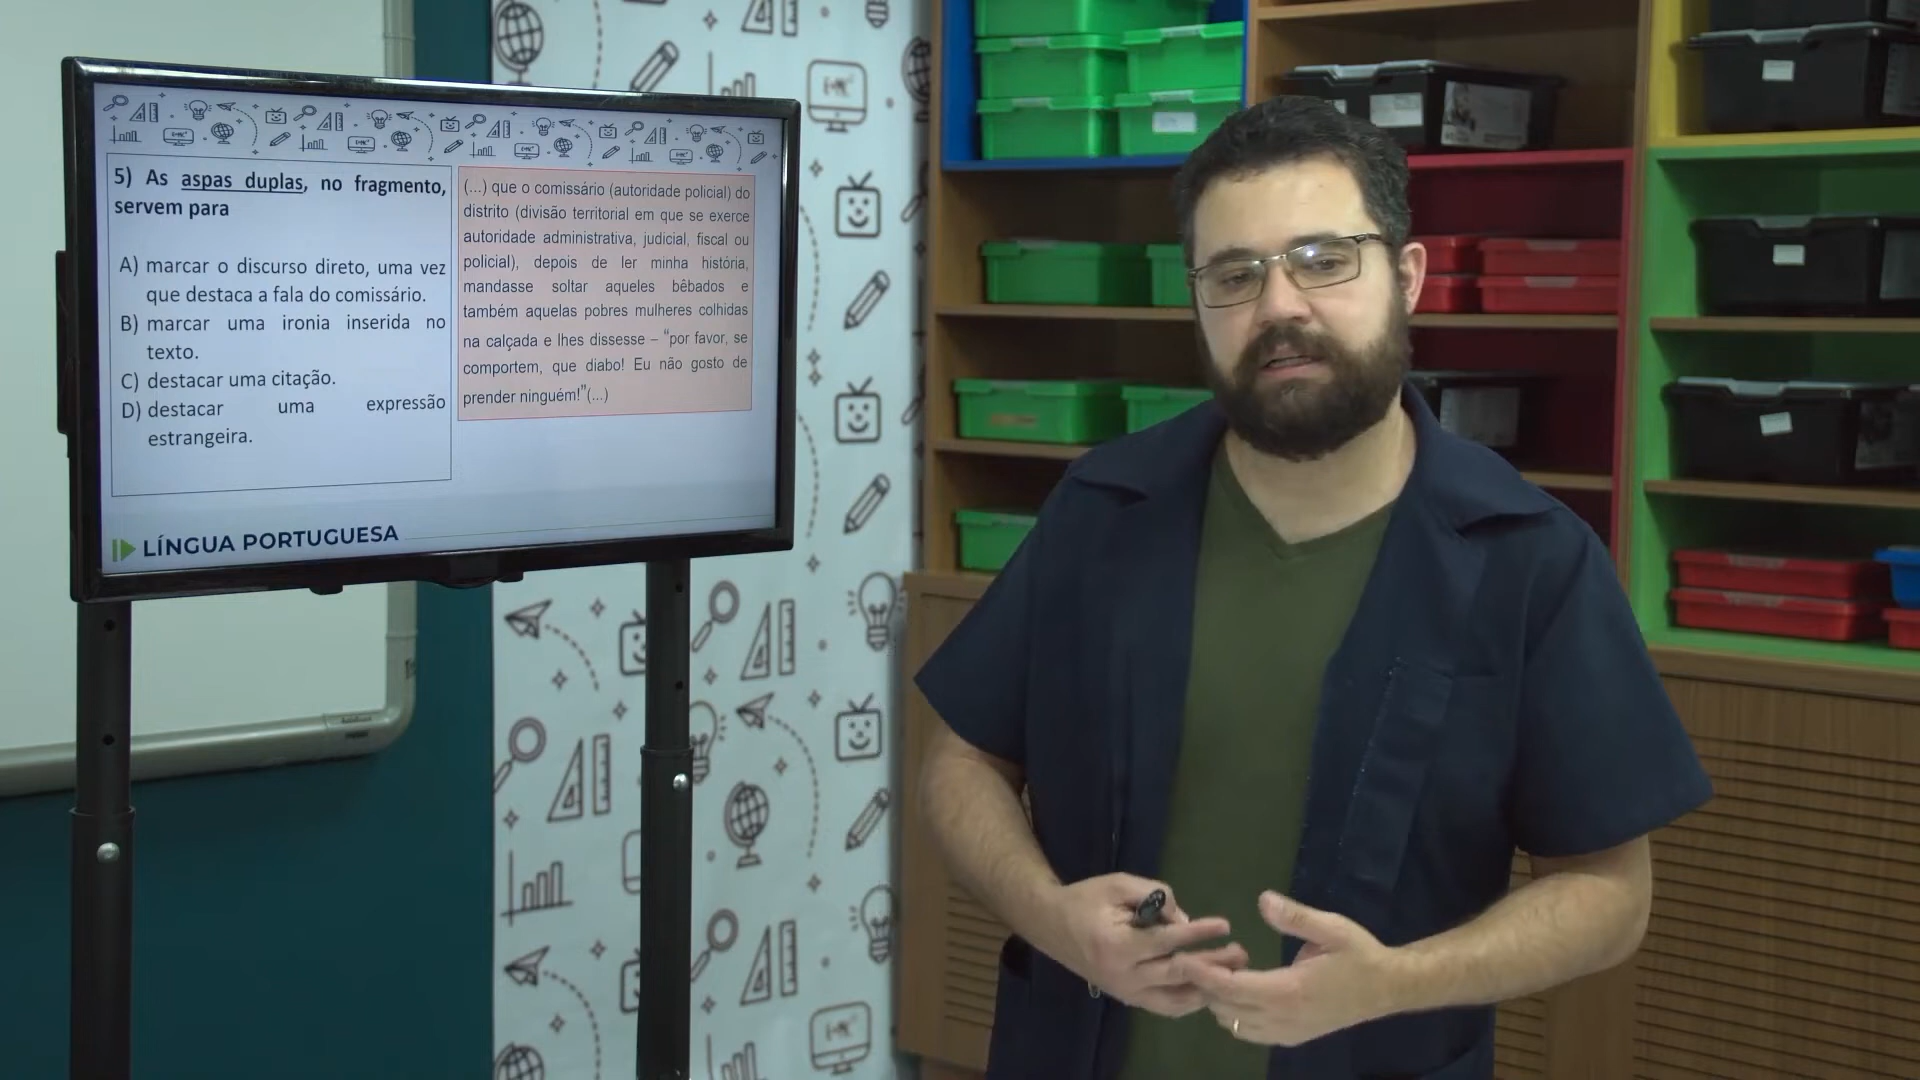 5) As aspas duplas, no fragmento,
servem para
A) marcar o discurso direto, uma vez
que destaca a fala do comissário.
B) marcar uma ironia inserida no
texto.
C) destacar uma citação.
D) destacar uma expressão
estrangeira.
(...) que o comissário (autoridade policial) do
distrito (divisão territorial em que se exerce
autoridade administrativa, judicial, fiscal ou
policial), depois de ler minha história,
mandasse soltar aqueles bêbados e
também aquelas pobres mulheres colhidas
na calçada e lhes dissesse – “por favor, se
comportem, que diabo! Eu não gosto de
prender ninguém!”(...)
LÍNGUA PORTUGUESA